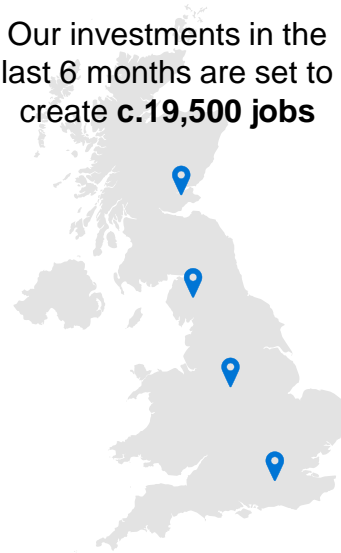 Our investments in the
last 6 months are set to
create c.19,500 jobs